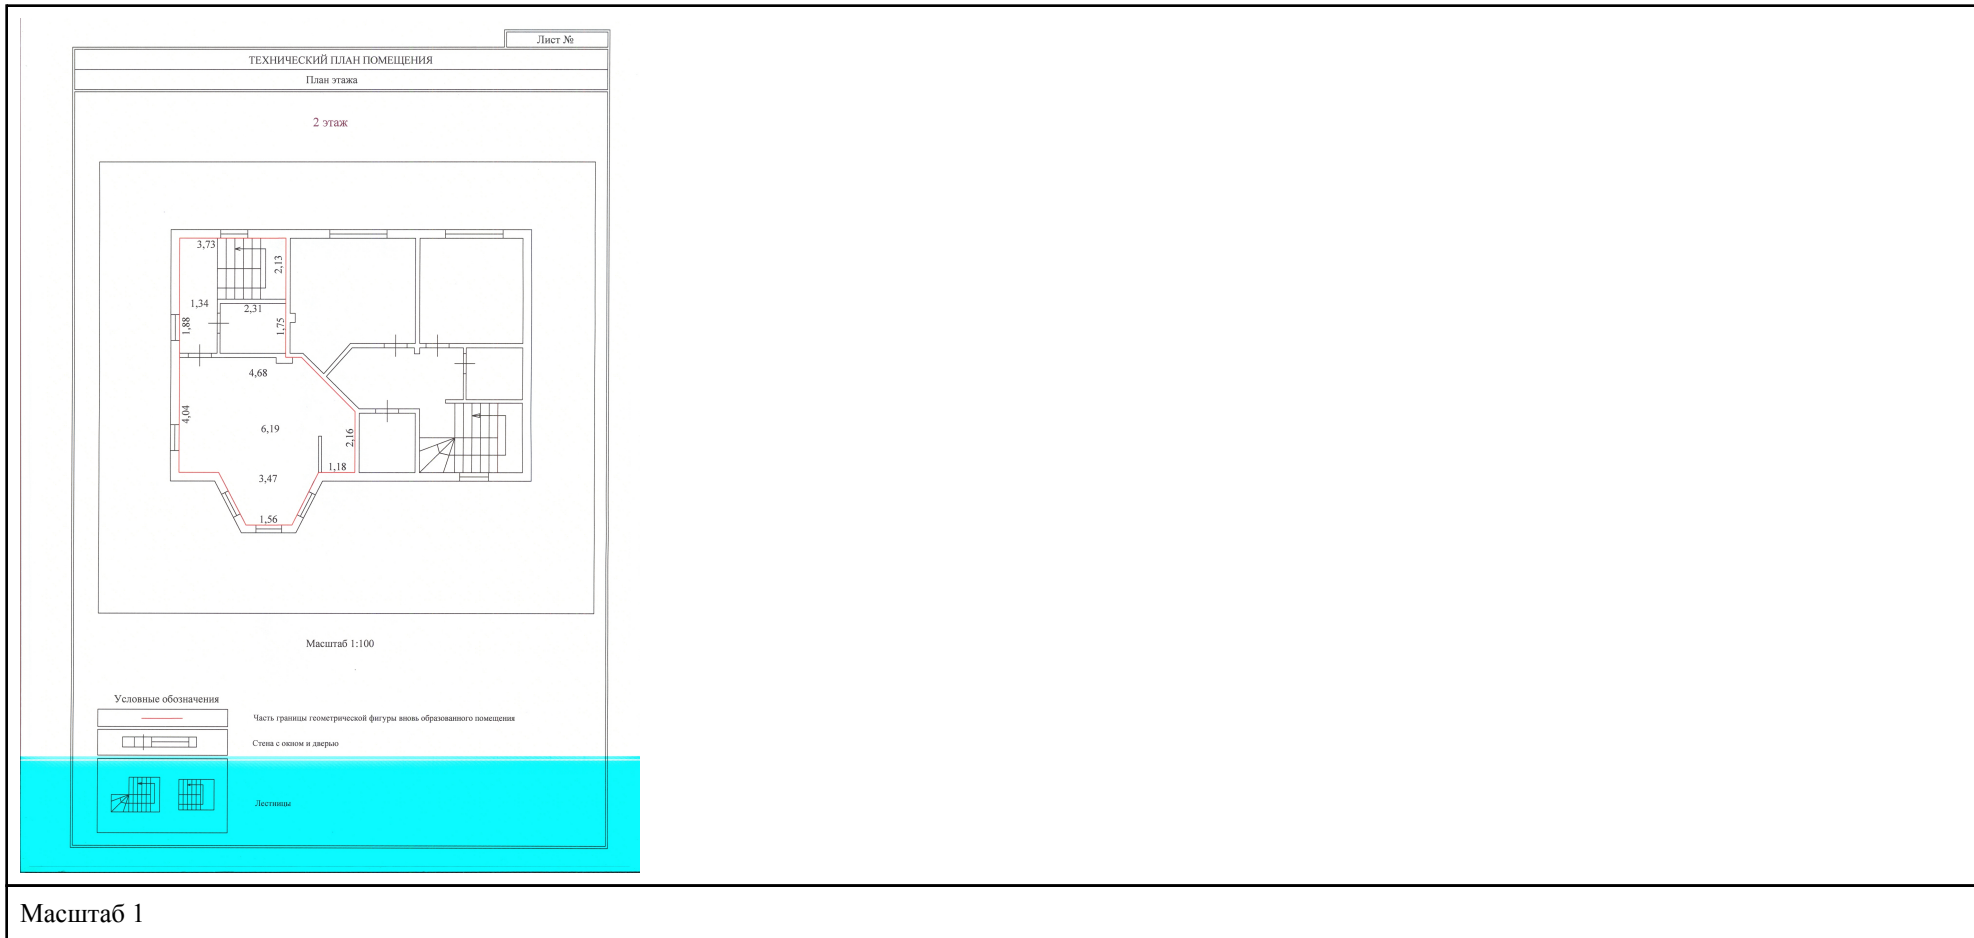 Лист №
ТЕХНИЧЕСКИЙ ПЛАН ПОМЕЩЕНИЯ
План этажа
2 этаж
3,73
2,13
1,34
2,31
1,88
1,75
4,68
4,04
6,19
2,16
1,18
3,47
1,56
Масштаб 1:100
Условные обозначения
Часть границы геометрической фигуры вновь образованного помещения
Стена с окном и дверью
Лестницы
Масштаб 1